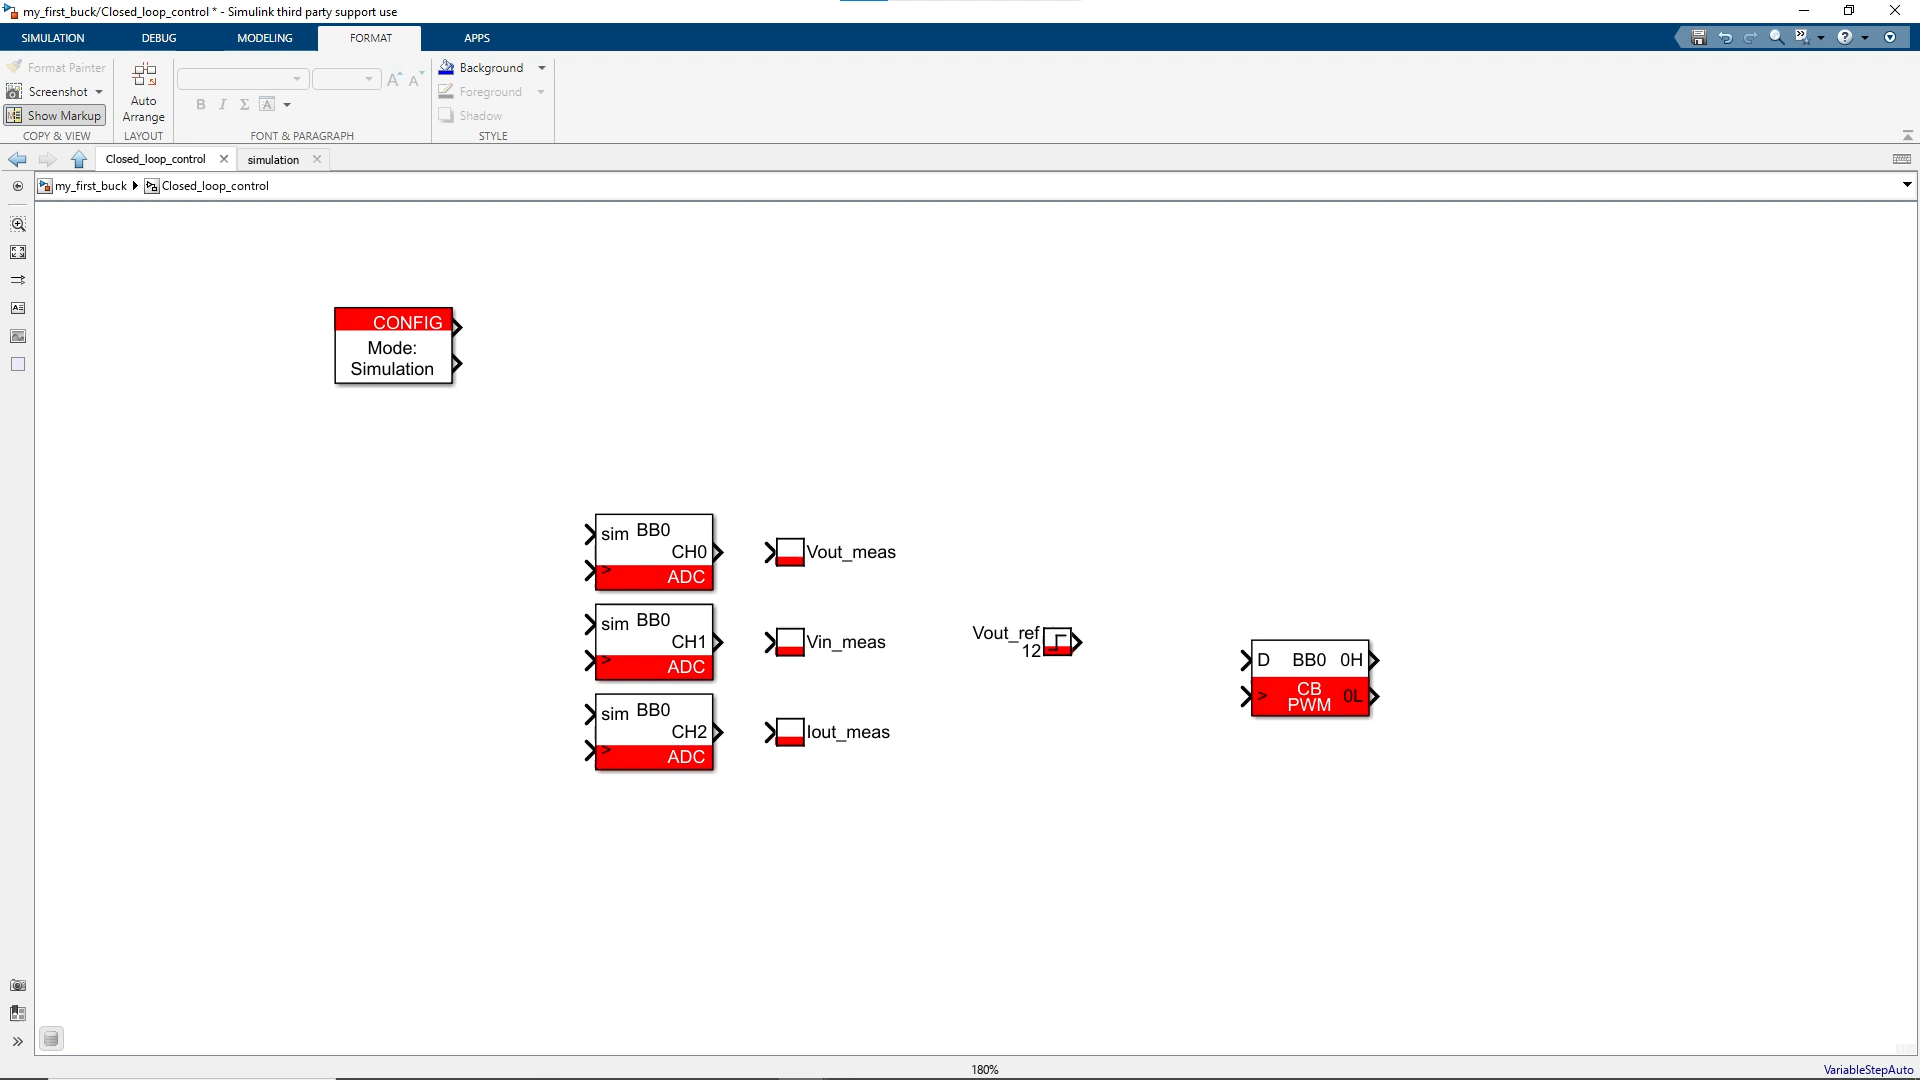 my_first_buck/Closed_loop_control * - Simulink third party support use
SIMULATION
DEBUG
MODELING
FORMAT
APPS
Format Painter
Screenshot
Show Markup
COPY & VIEW
Auto
Arrange
LAYOUT
FONT & PARAGRAPH
Background
Foreground
Shadow
STYLE
Closed_loop_control
simulation
my_first_buck
Closed_loop_control
CONFIG
Mode:
Simulation
sim BB0
CH0
> ADC
Vout_meas
sim BB0
CH1
> ADC
Vin_meas
sim BB0
CH2
> ADC
Iout_meas
Vout_ref
12
D BB0 0H
> CB 0L
PWM
180%
VariableStepAuto